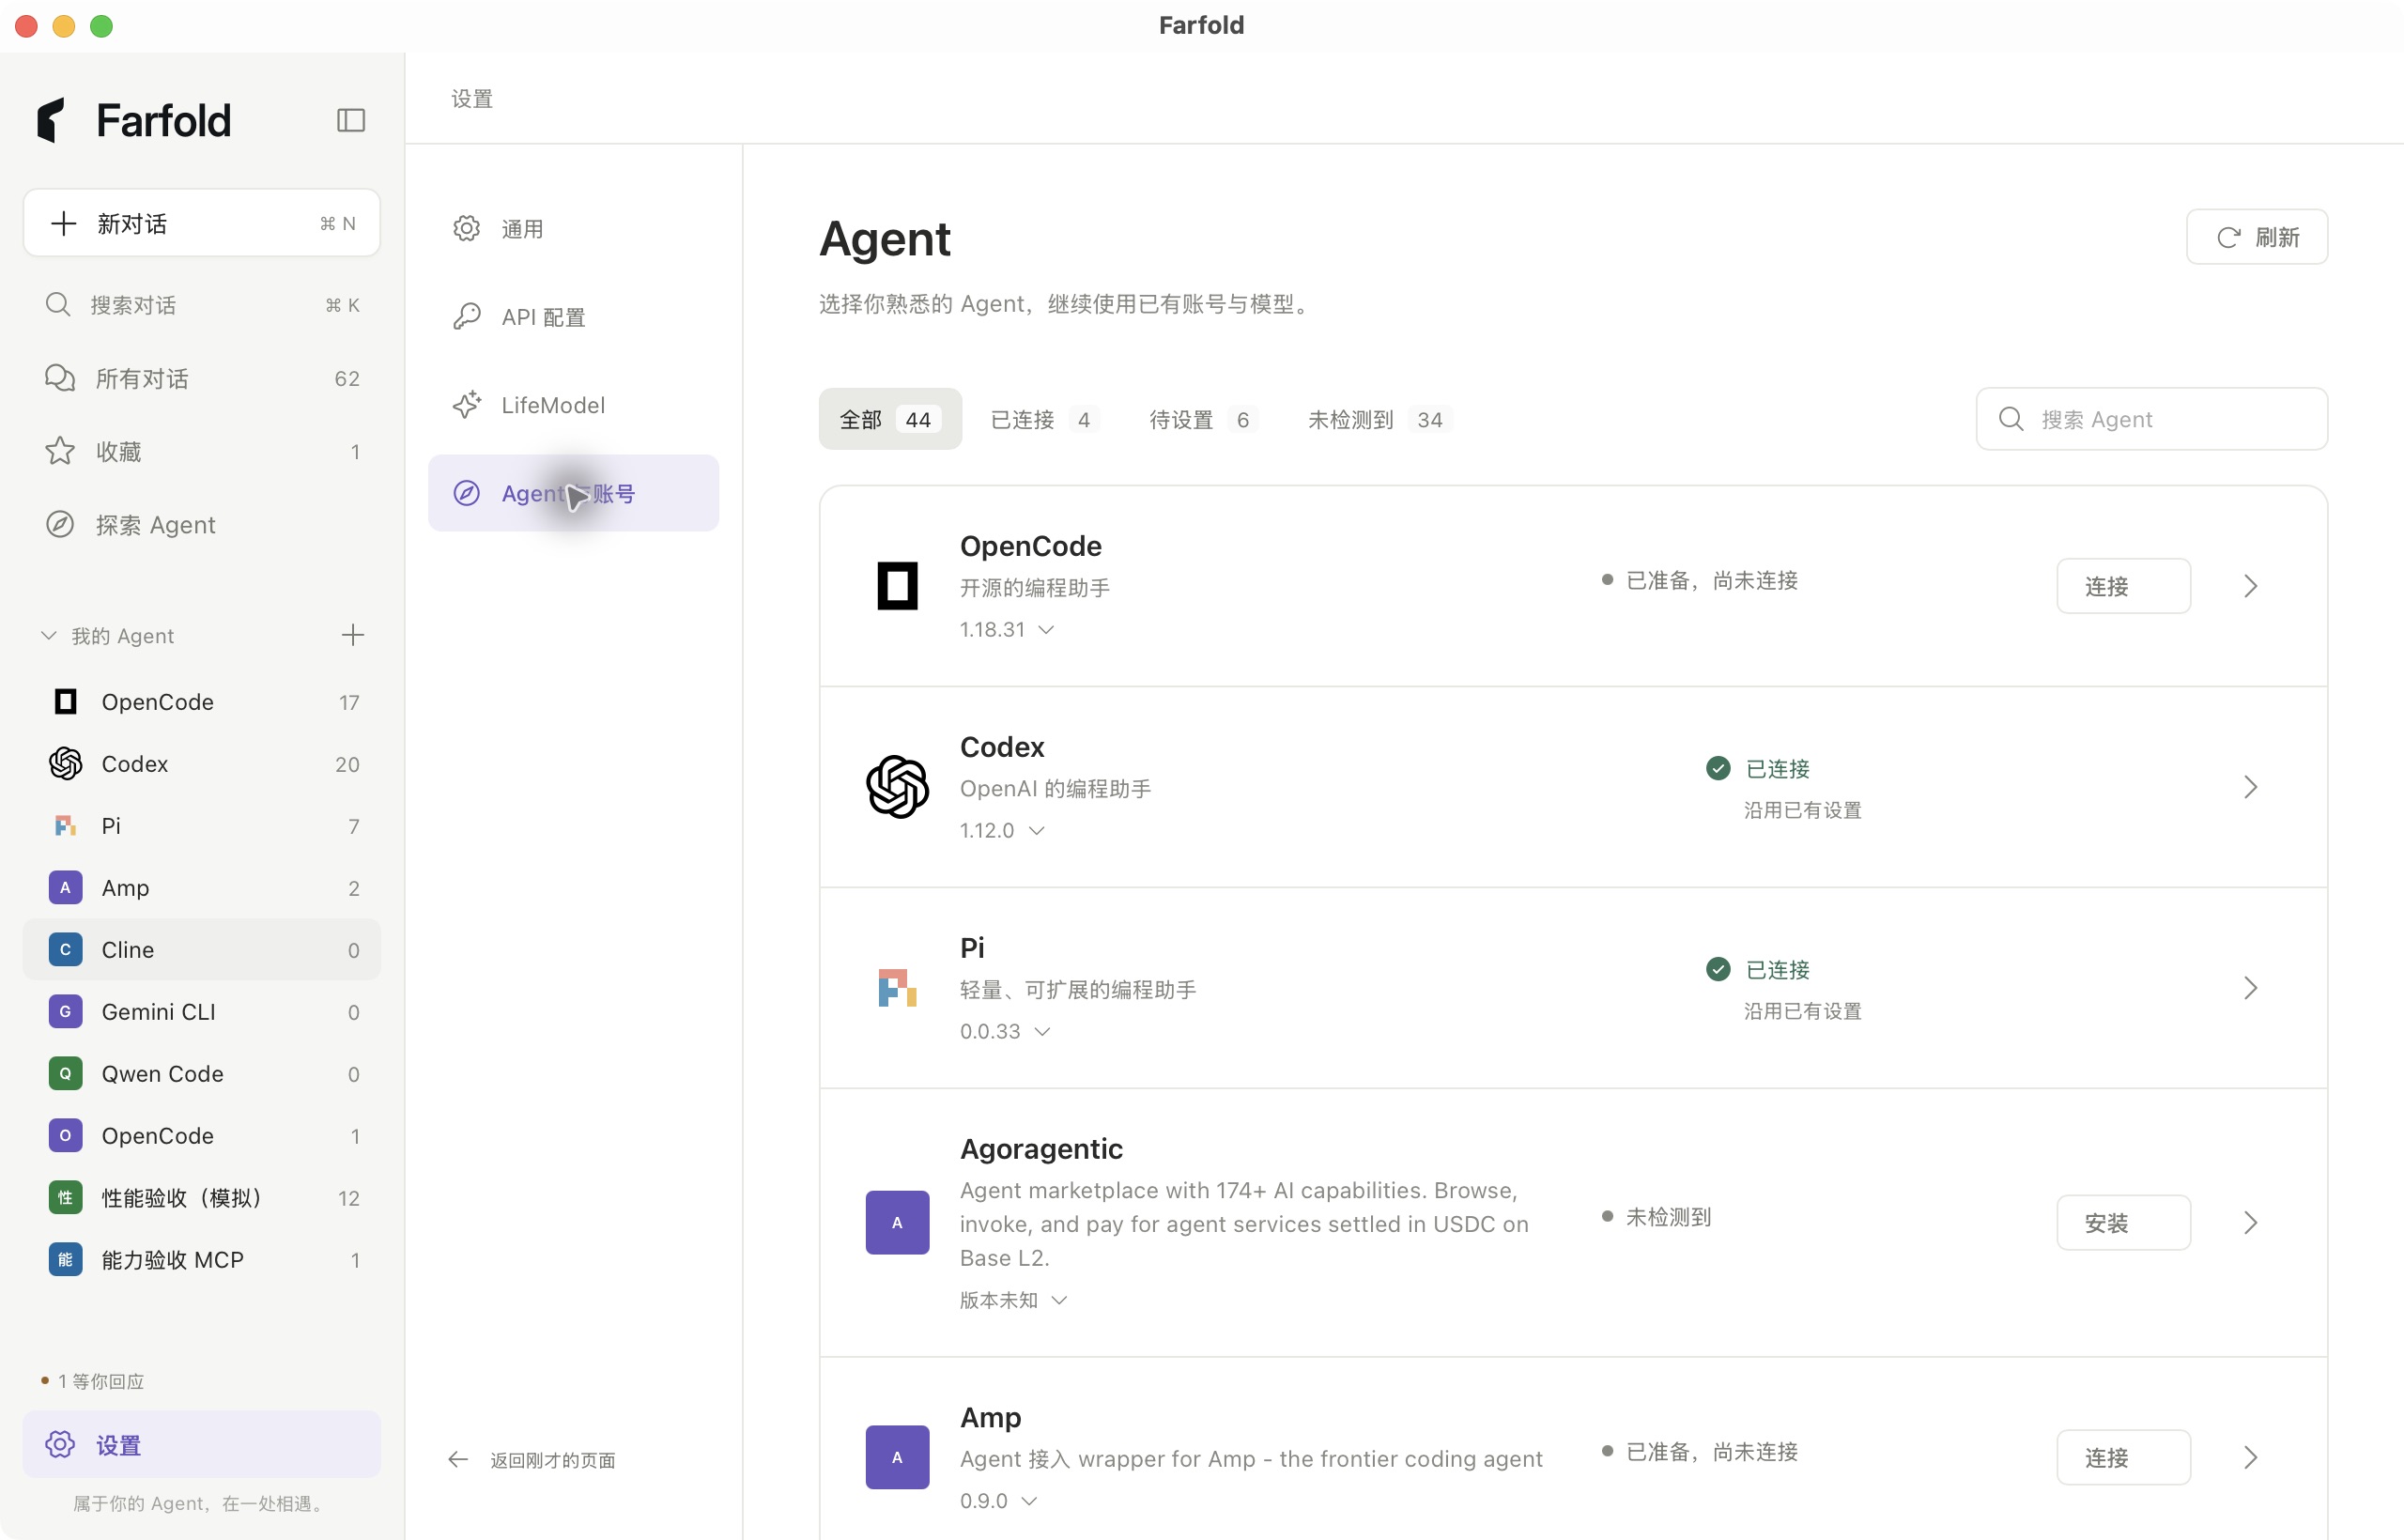 Farfold
Farfold
新对话
⌘ N
搜索对话
⌘ K
所有对话
62
收藏
1
探索 Agent
我的 Agent
OpenCode
17
Codex
20
Pi
7
A
Amp
2
C
Cline
0
G
Gemini CLI
0
Q
Qwen Code
0
O
OpenCode
1
性
性能验收（模拟）
12
能
能力验收 MCP
1
1 等你回应
设置
属于你的 Agent，在一处相遇。
设置
通用
API 配置
LifeModel
Agent 账号
返回刚才的页面
Agent
刷新
选择你熟悉的 Agent，继续使用已有账号与模型。
全部 44
已连接 4
待设置 6
未检测到 34
搜索 Agent
OpenCode
开源的编程助手
1.18.31
已准备，尚未连接
连接
Codex
OpenAI 的编程助手
1.12.0
已连接
沿用已有设置
Pi
轻量、可扩展的编程助手
0.0.33
已连接
沿用已有设置
A
Agoragentic
Agent marketplace with 174+ AI capabilities. Browse,
invoke, and pay for agent services settled in USDC on
Base L2.
版本未知
未检测到
安装
A
Amp
Agent 接入 wrapper for Amp - the frontier coding agent
0.9.0
已准备，尚未连接
连接